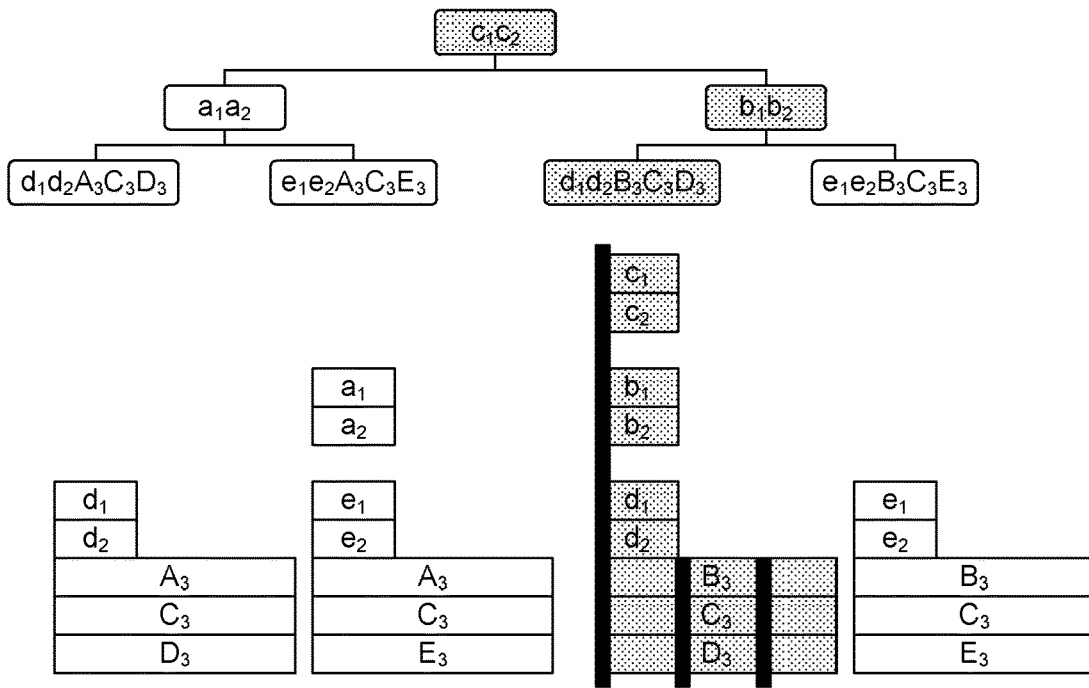 c₁c₂
a₁a₂ b₁b₂
d₁d₂A₃C₃D₃ e₁e₂A₃C₃E₃ d₁d₂B₃C₃D₃ e₁e₂B₃C₃E₃
c₁
c₂
a₁ b₁
a₂ b₂
d₁ e₁ d₁ e₁
d₂ e₂ d₂ e₂
A₃ A₃ B₃ B₃
C₃ C₃ C₃ C₃
D₃ E₃ D₃ E₃